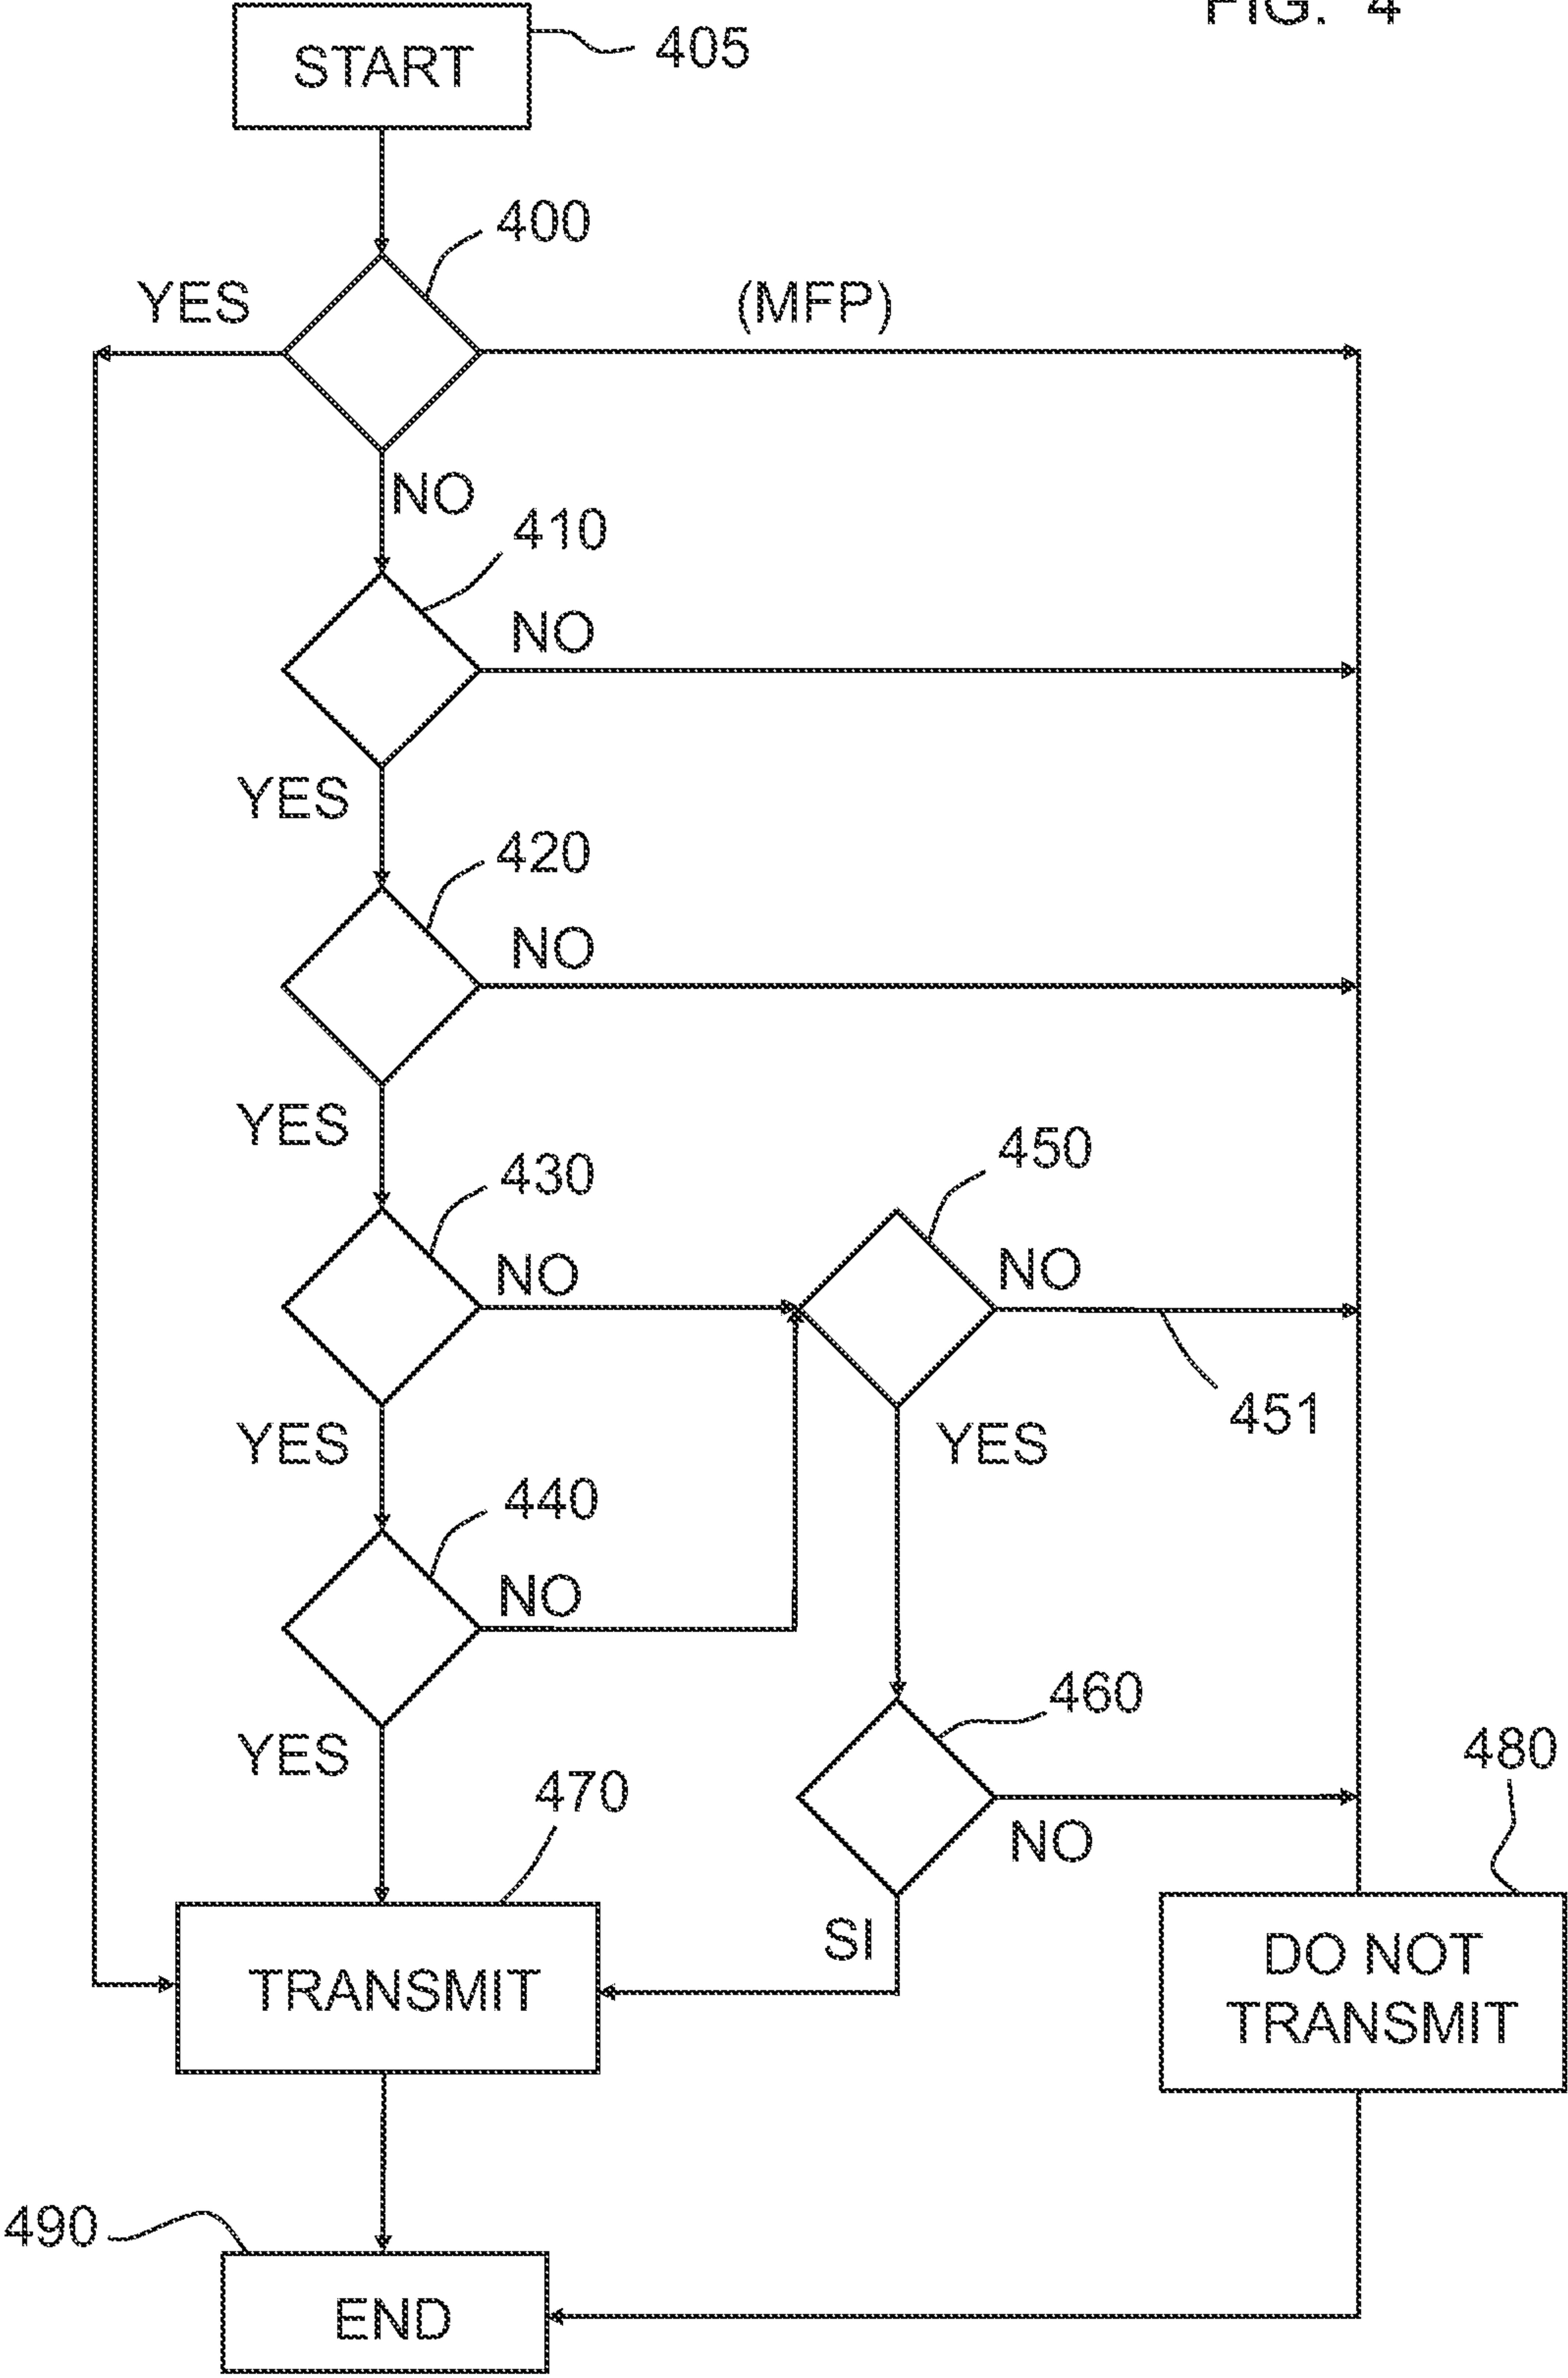 FIG. 4
START
405
400
YES
(MFP)
NO
410
NO
YES
420
NO
YES
430
450
NO
NO
451
YES
YES
440
NO
460
YES
480
470
NO
SI
DO NOT
TRANSMIT
TRANSMIT
490
END